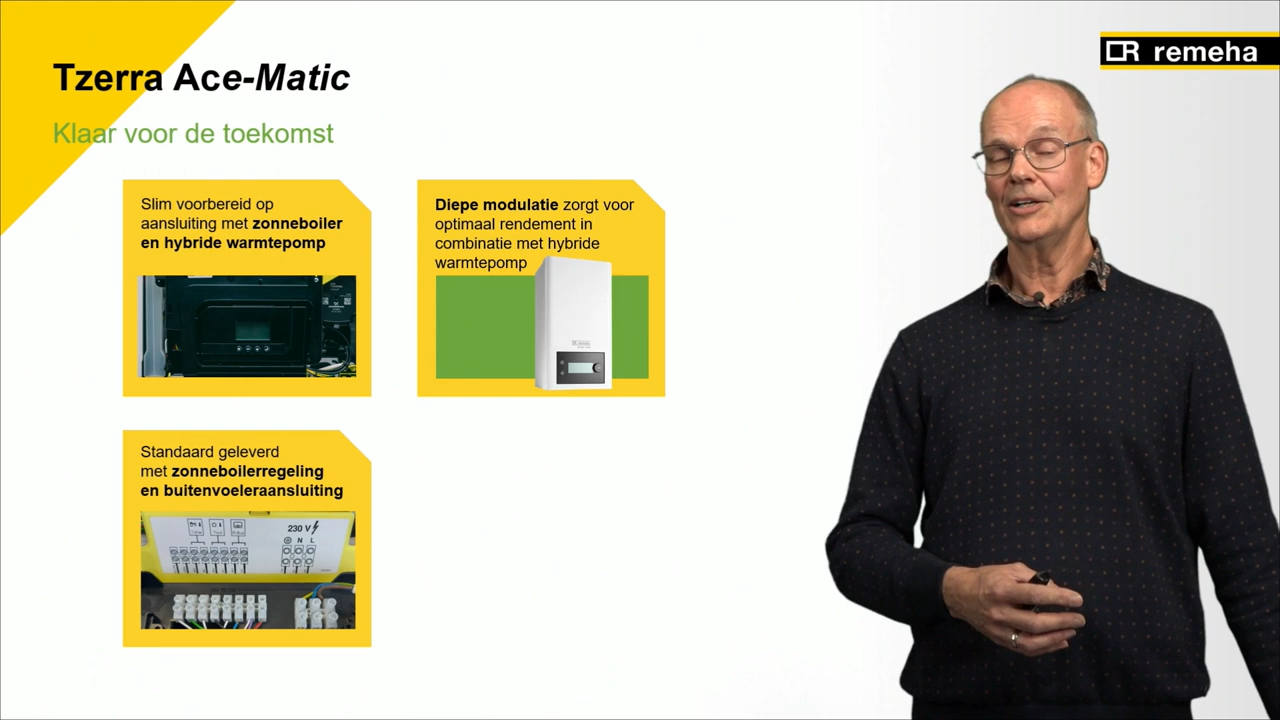 Tzerra Ace-Matic
remeha
Klaar voor de toekomst
Slim voorbereid op
aansluiting met zonneboiler
en hybride warmtepomp
Diepe modulatie zorgt voor
optimaal rendement in
combinatie met hybride
warmtepomp
Standaard geleverd
met zonneboilerregeling
en buitenvoeleraansluiting
230 V
N L